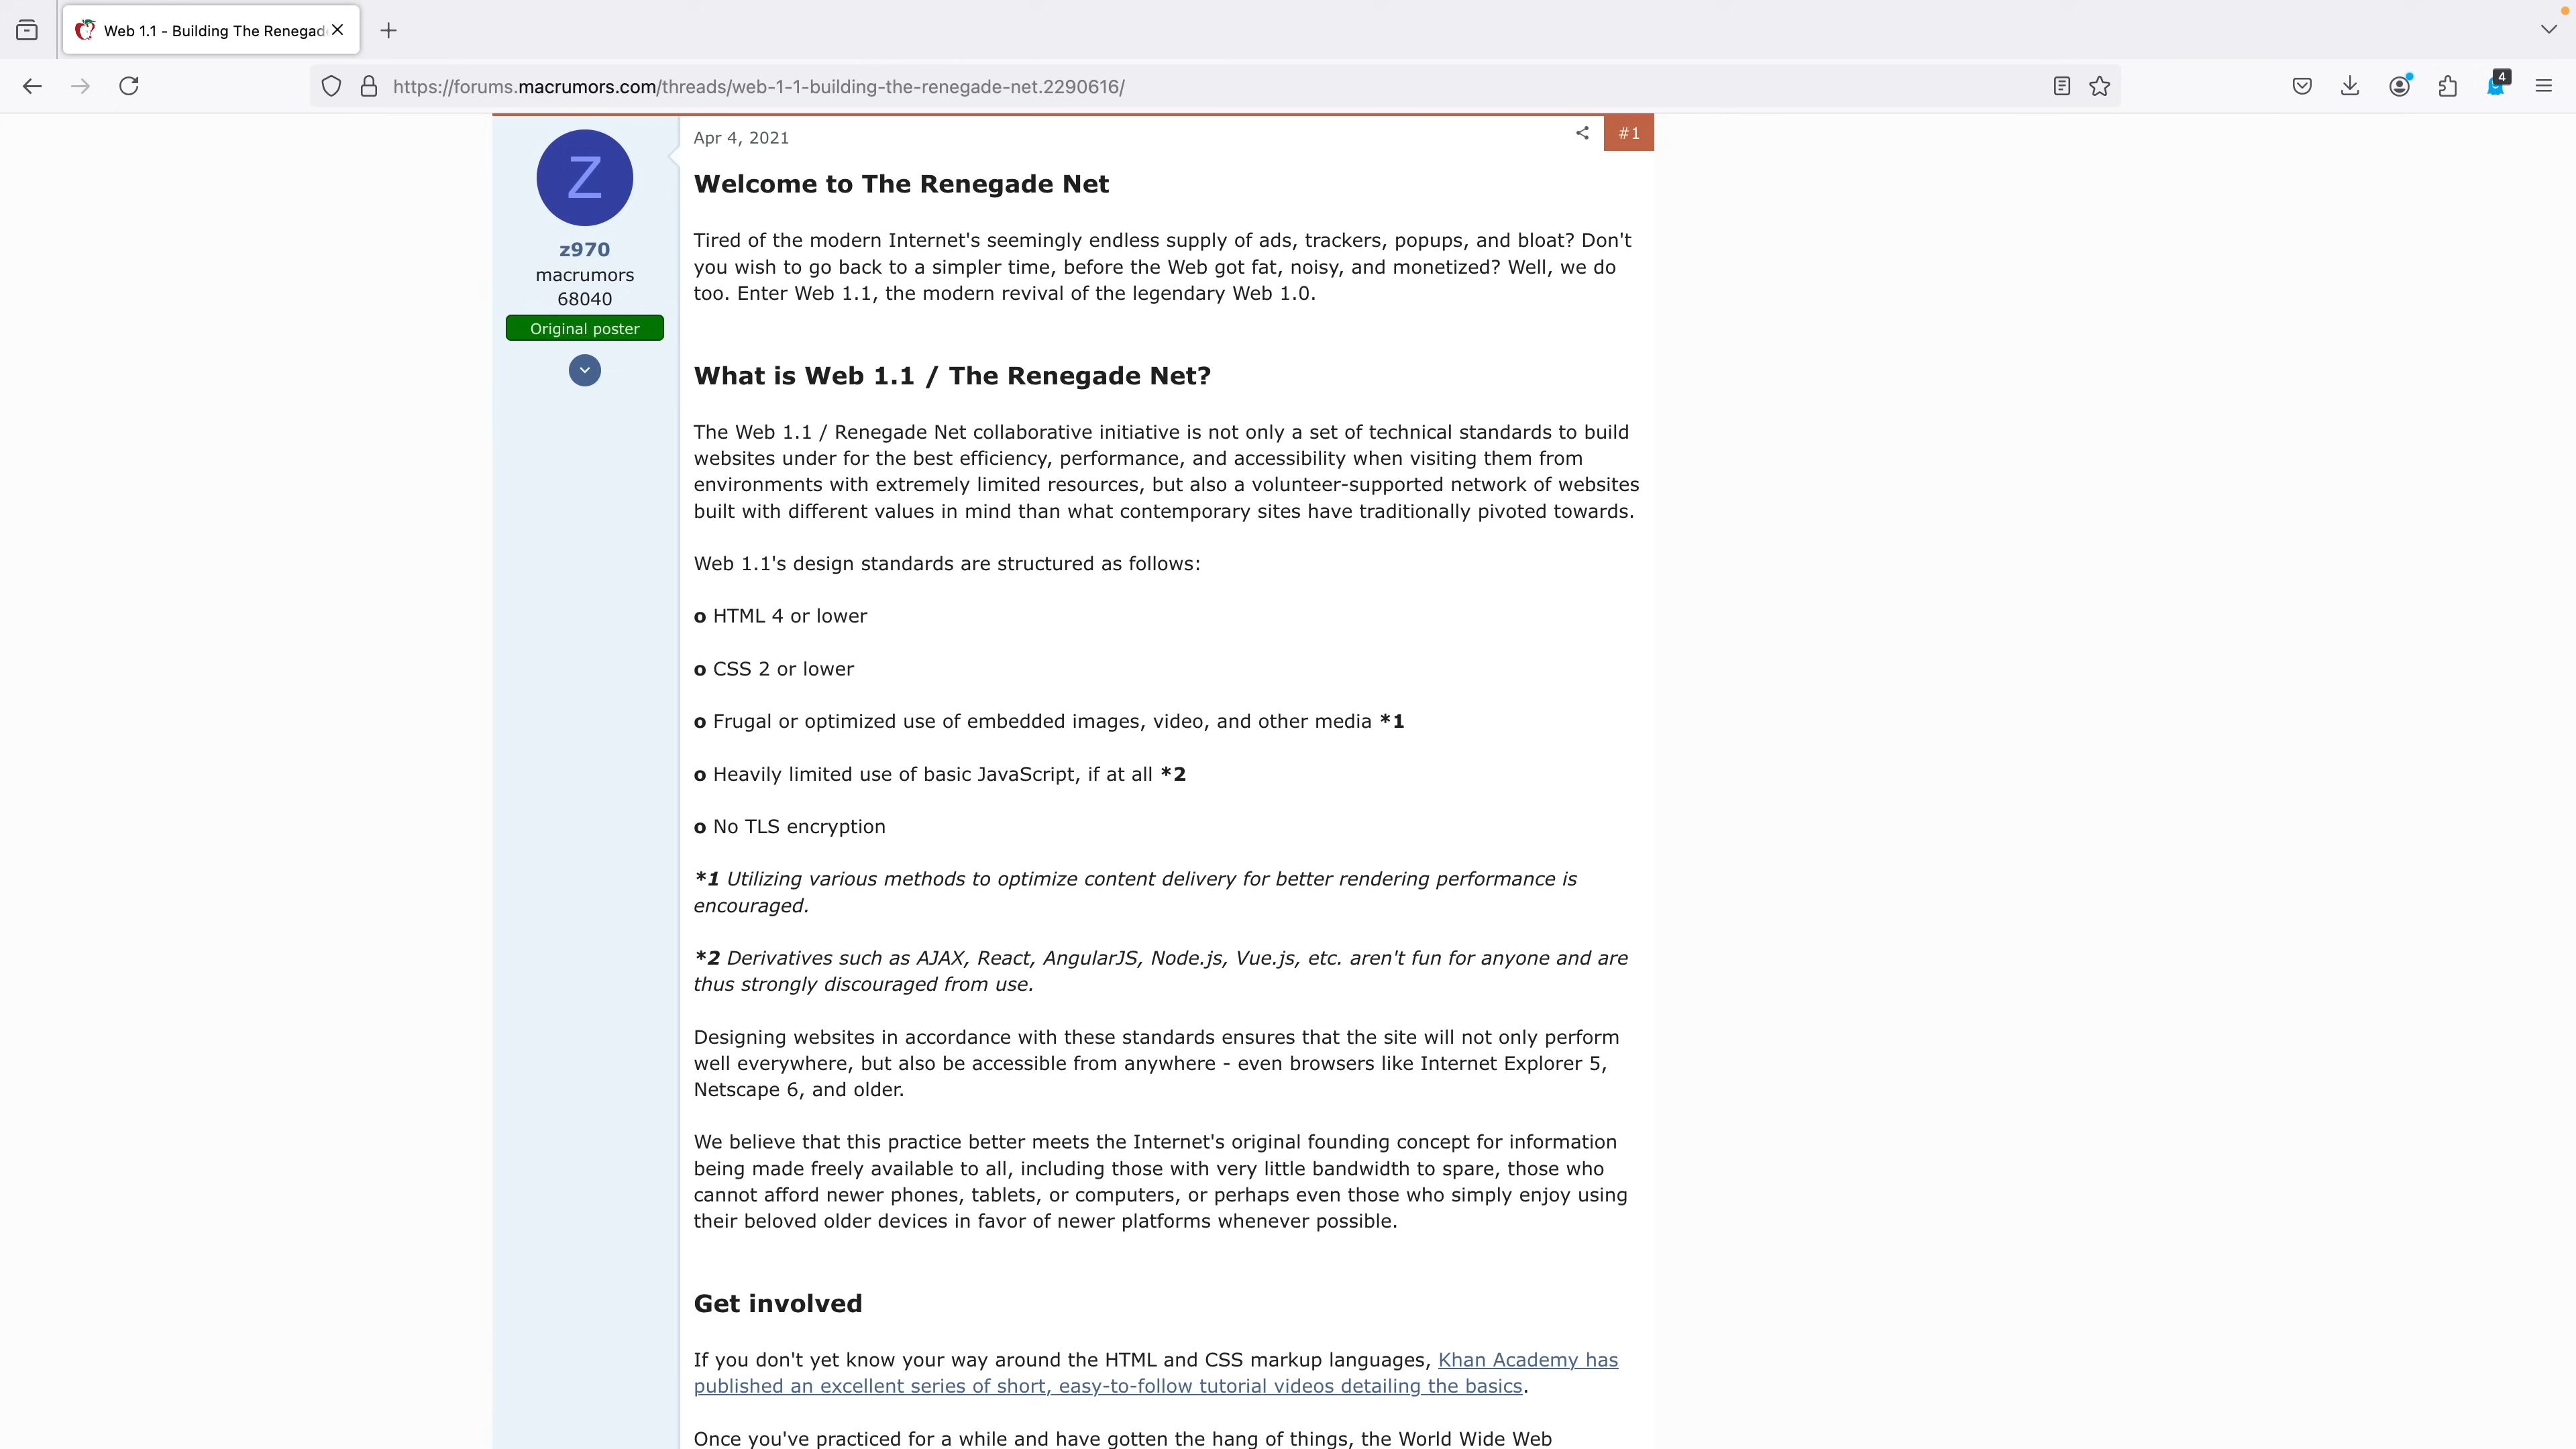 Web 1.1 - Building The Renegad
https://forums.macrumors.com/threads/web-1-1-building-the-renegade-net.2290616/
4
Z
z970
macrumors
68040
Original poster
Apr 4, 2021
#1
Welcome to The Renegade Net
Tired of the modern Internet's seemingly endless supply of ads, trackers, popups, and bloat? Don't
you wish to go back to a simpler time, before the Web got fat, noisy, and monetized? Well, we do
too. Enter Web 1.1, the modern revival of the legendary Web 1.0.
What is Web 1.1 / The Renegade Net?
The Web 1.1 / Renegade Net collaborative initiative is not only a set of technical standards to build
websites under for the best efficiency, performance, and accessibility when visiting them from
environments with extremely limited resources, but also a volunteer-supported network of websites
built with different values in mind than what contemporary sites have traditionally pivoted towards.
Web 1.1's design standards are structured as follows:
o HTML 4 or lower
o CSS 2 or lower
o Frugal or optimized use of embedded images, video, and other media *1
o Heavily limited use of basic JavaScript, if at all *2
o No TLS encryption
*1 Utilizing various methods to optimize content delivery for better rendering performance is
encouraged.
*2 Derivatives such as AJAX, React, AngularJS, Node.js, Vue.js, etc. aren't fun for anyone and are
thus strongly discouraged from use.
Designing websites in accordance with these standards ensures that the site will not only perform
well everywhere, but also be accessible from anywhere - even browsers like Internet Explorer 5,
Netscape 6, and older.
We believe that this practice better meets the Internet's original founding concept for information
being made freely available to all, including those with very little bandwidth to spare, those who
cannot afford newer phones, tablets, or computers, or perhaps even those who simply enjoy using
their beloved older devices in favor of newer platforms whenever possible.
Get involved
If you don't yet know your way around the HTML and CSS markup languages, Khan Academy has
published an excellent series of short, easy-to-follow tutorial videos detailing the basics.
Once you've practiced for a while and have gotten the hang of things, the World Wide Web